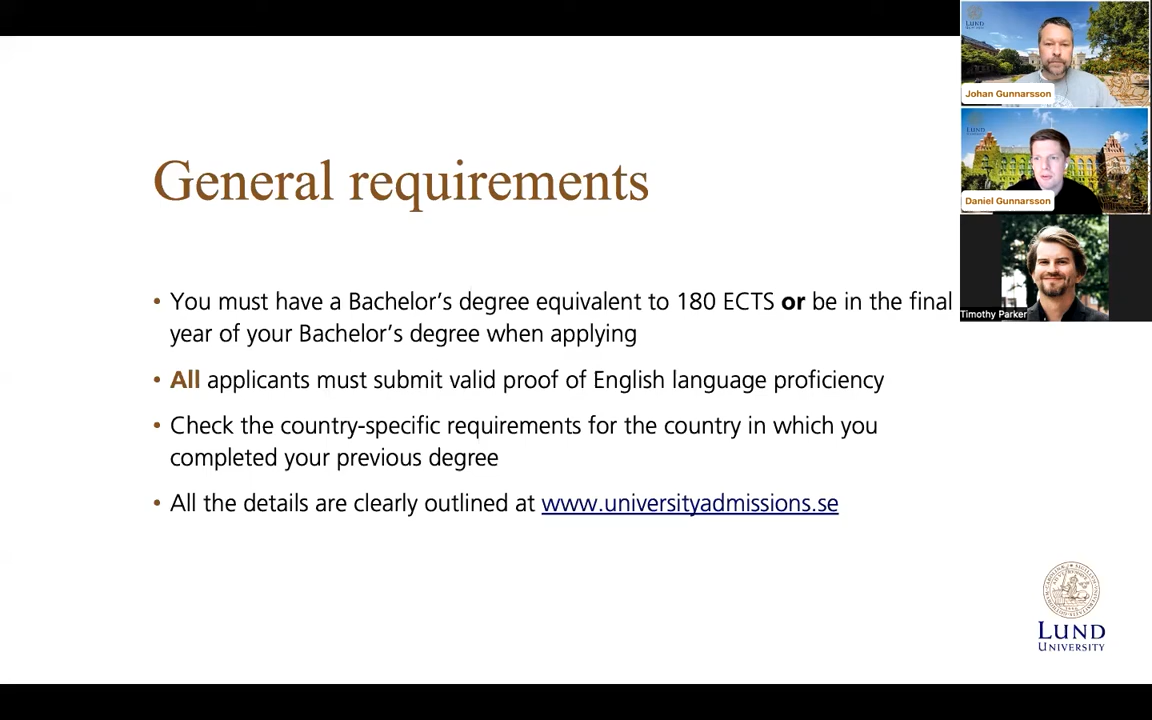 General requirements
• You must have a Bachelor's degree equivalent to 180 ECTS or be in the final
year of your Bachelor's degree when applying
• All applicants must submit valid proof of English language proficiency
• Check the country-specific requirements for the country in which you
completed your previous degree
• All the details are clearly outlined at www.universityadmissions.se
LUND
Johan Gunnarsson
LUND
Daniel Gunnarsson
Timothy Parker
LUND
UNIVERSITY